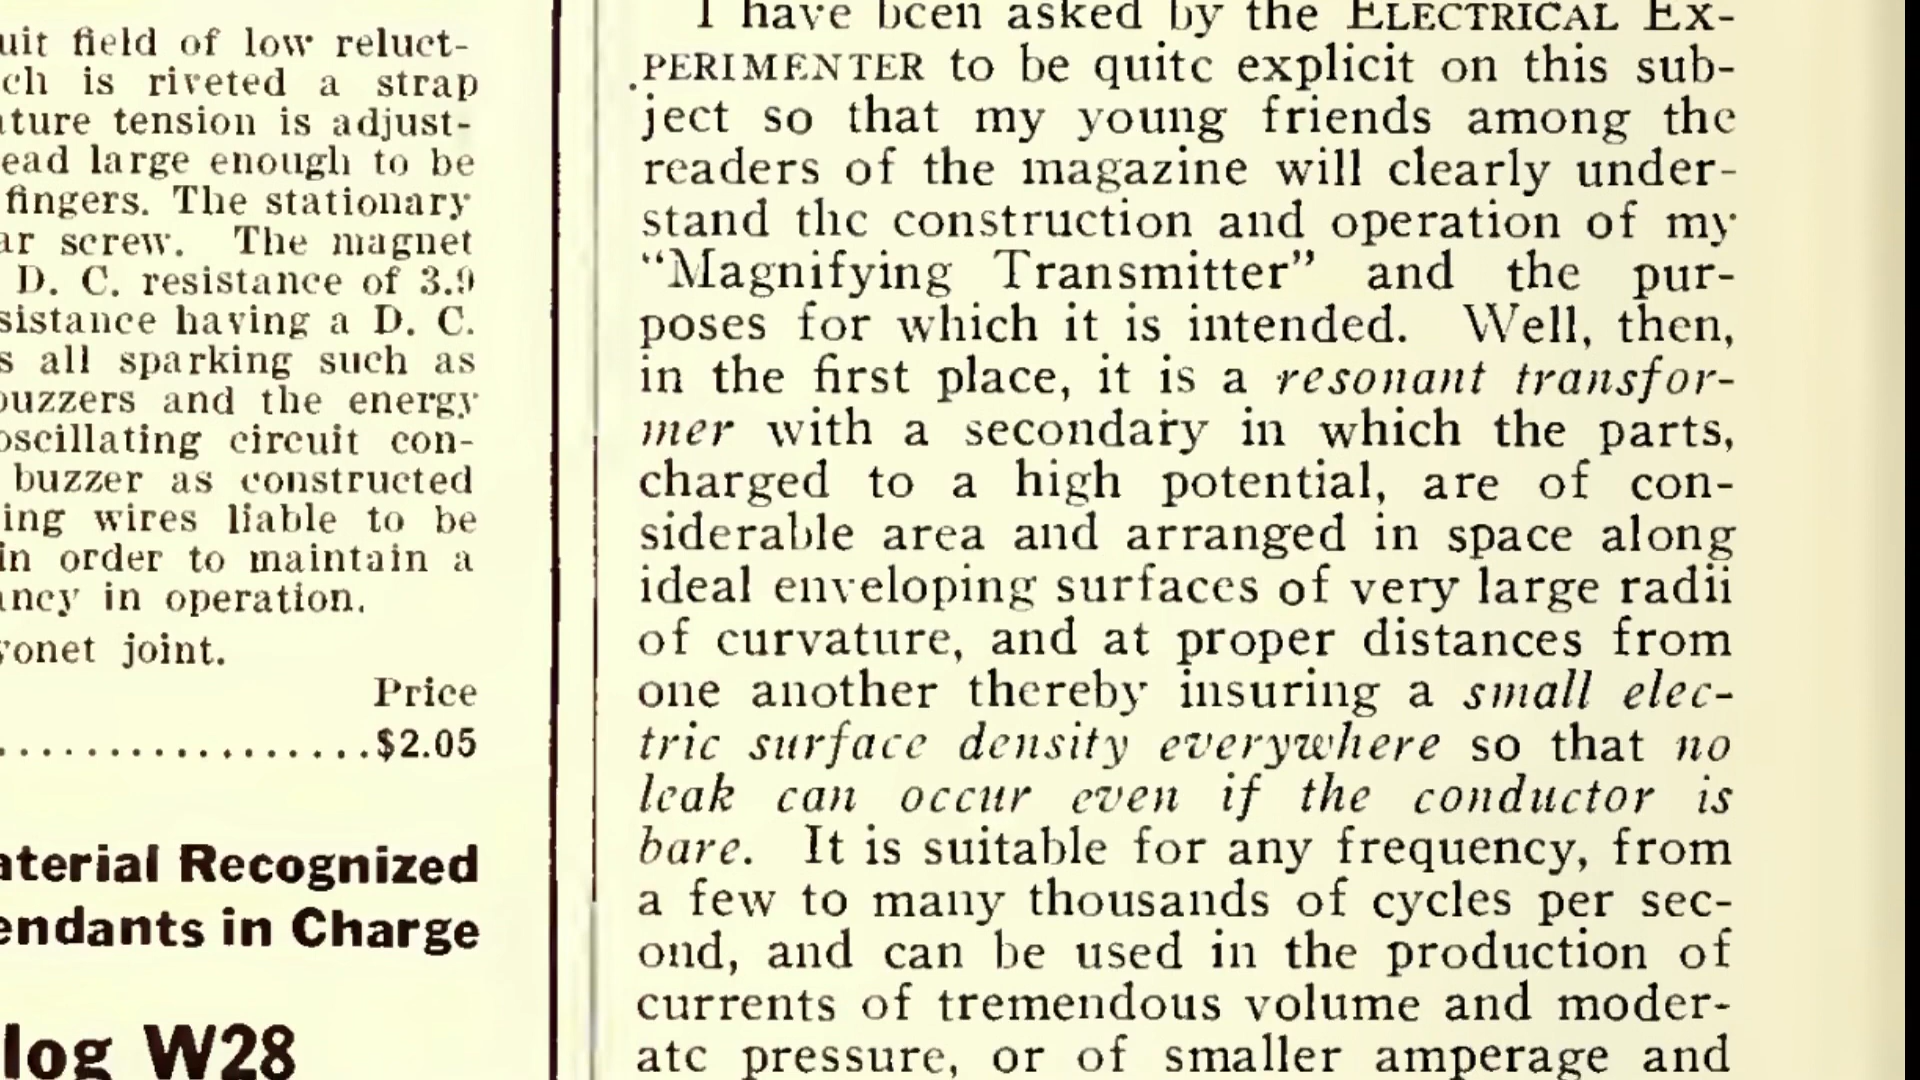 uit field of low reluct-
ch is riveted a strap
ture tension is adjust-
ead large enough to be
fingers. The stationary
ar screw. The magnet
D. C. resistance of 3.9
sistance having a D. C.
s all sparking such as
buzzers and the energy
oscillating circuit con-
buzzer as constructed
ing wires liable to be
in order to maintain a
ancy in operation.
yonet joint.
Price
.................$2.05
aterial Recognized
endants in Charge
log W28
I have been asked by the ELECTRICAL EX-
PERIMENTER to be quite explicit on this sub-
ject so that my young friends among the
readers of the magazine will clearly under-
stand the construction and operation of my
“Magnifying Transmitter” and the pur-
poses for which it is intended. Well, then,
in the first place, it is a resonant transfor-
mer with a secondary in which the parts,
charged to a high potential, are of con-
siderable area and arranged in space along
ideal enveloping surfaces of very large radii
of curvature, and at proper distances from
one another thereby insuring a small elec-
tric surface density everywhere so that no
leak can occur even if the conductor is
bare. It is suitable for any frequency, from
a few to many thousands of cycles per sec-
ond, and can be used in the production of
currents of tremendous volume and moder-
ate pressure, or of smaller amperage and